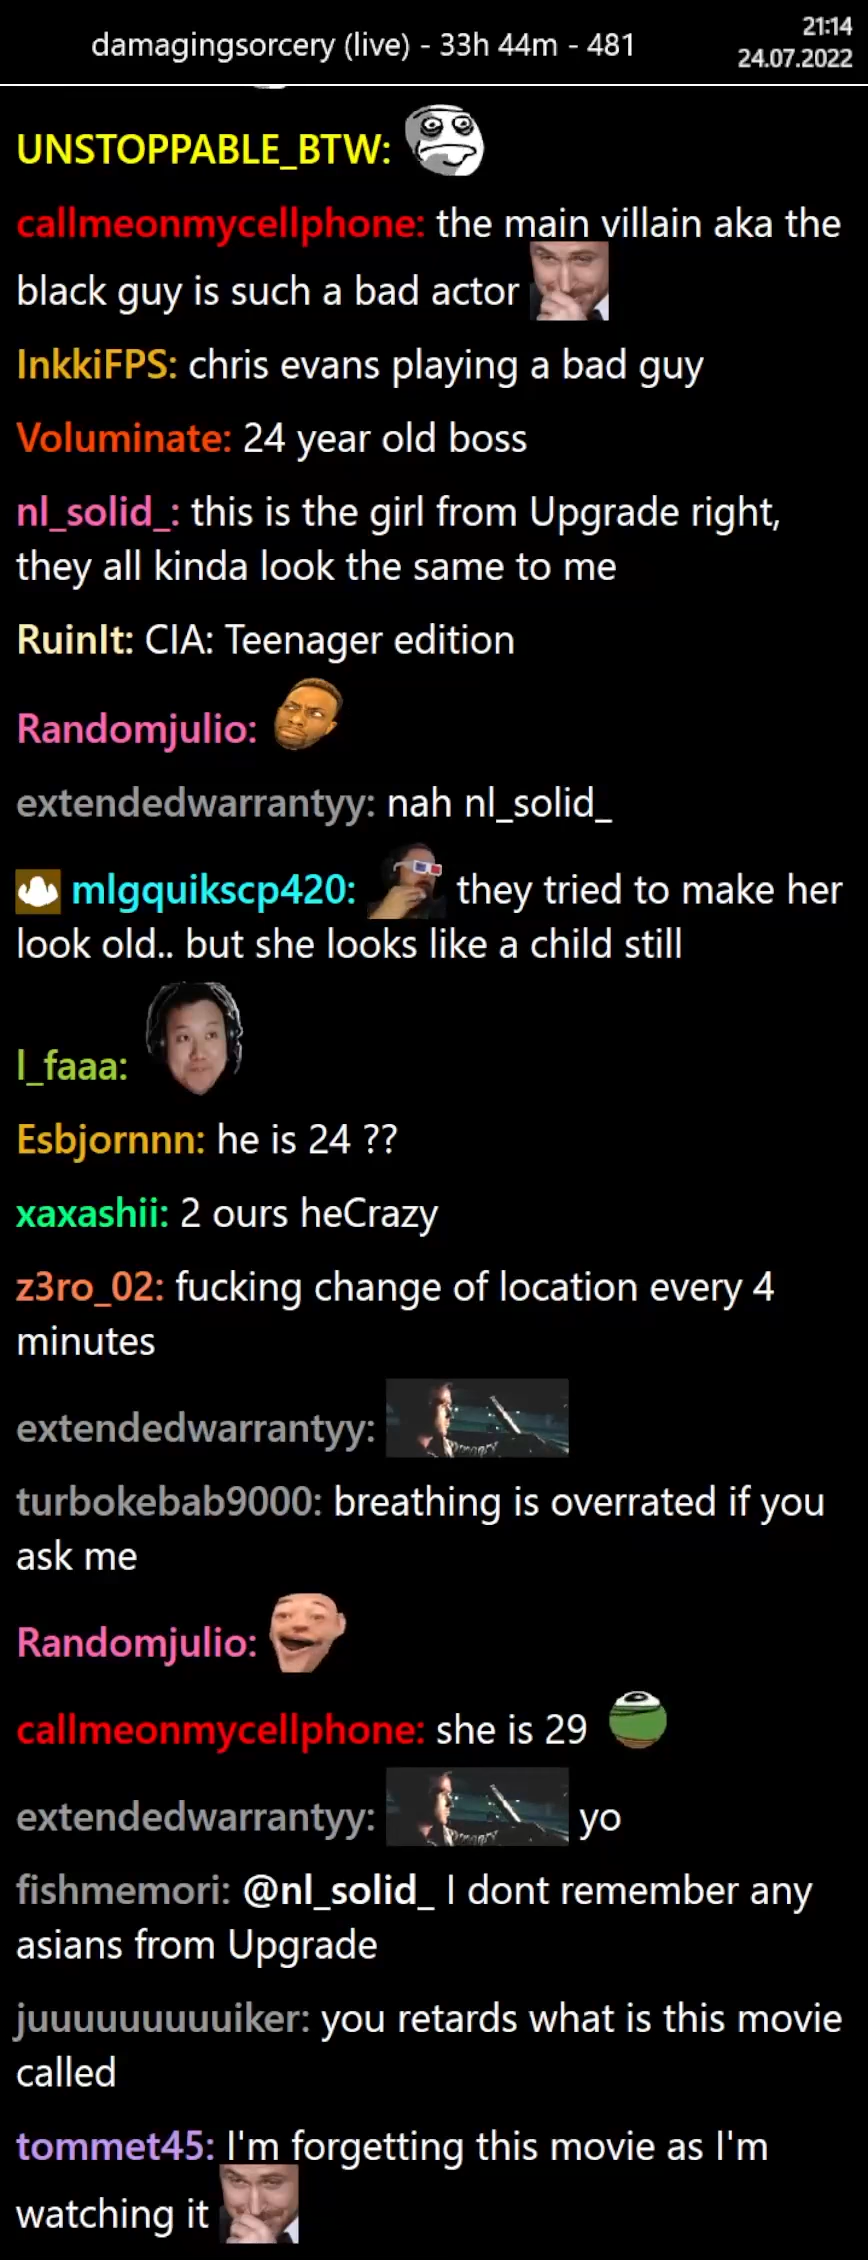 damagingsorcery (live) - 33h 44m - 481
21:14
24.07.2022
UNSTOPPABLE_BTW:
callmeonmycellphone: the main villain aka the
black guy is such a bad actor
InkkiFPS: chris evans playing a bad guy
Voluminate: 24 year old boss
nl_solid_: this is the girl from Upgrade right,
they all kinda look the same to me
RuinIt: CIA: Teenager edition
Randomjulio:
extendedwarrantyy: nah nl_solid_
mlgquikscp420: they tried to make her
look old.. but she looks like a child still
l_faaa:
Esbjornnn: he is 24 ??
xaxashii: 2 ours heCrazy
z3ro_02: fucking change of location every 4
minutes
extendedwarrantyy:
turbokebab9000: breathing is overrated if you
ask me
Randomjulio:
callmeonmycellphone: she is 29
extendedwarrantyy: yo
fishmemori: @nl_solid_ I dont remember any
asians from Upgrade
juuuuuuuuuiker: you retards what is this movie
called
tommet45: I'm forgetting this movie as I'm
watching it